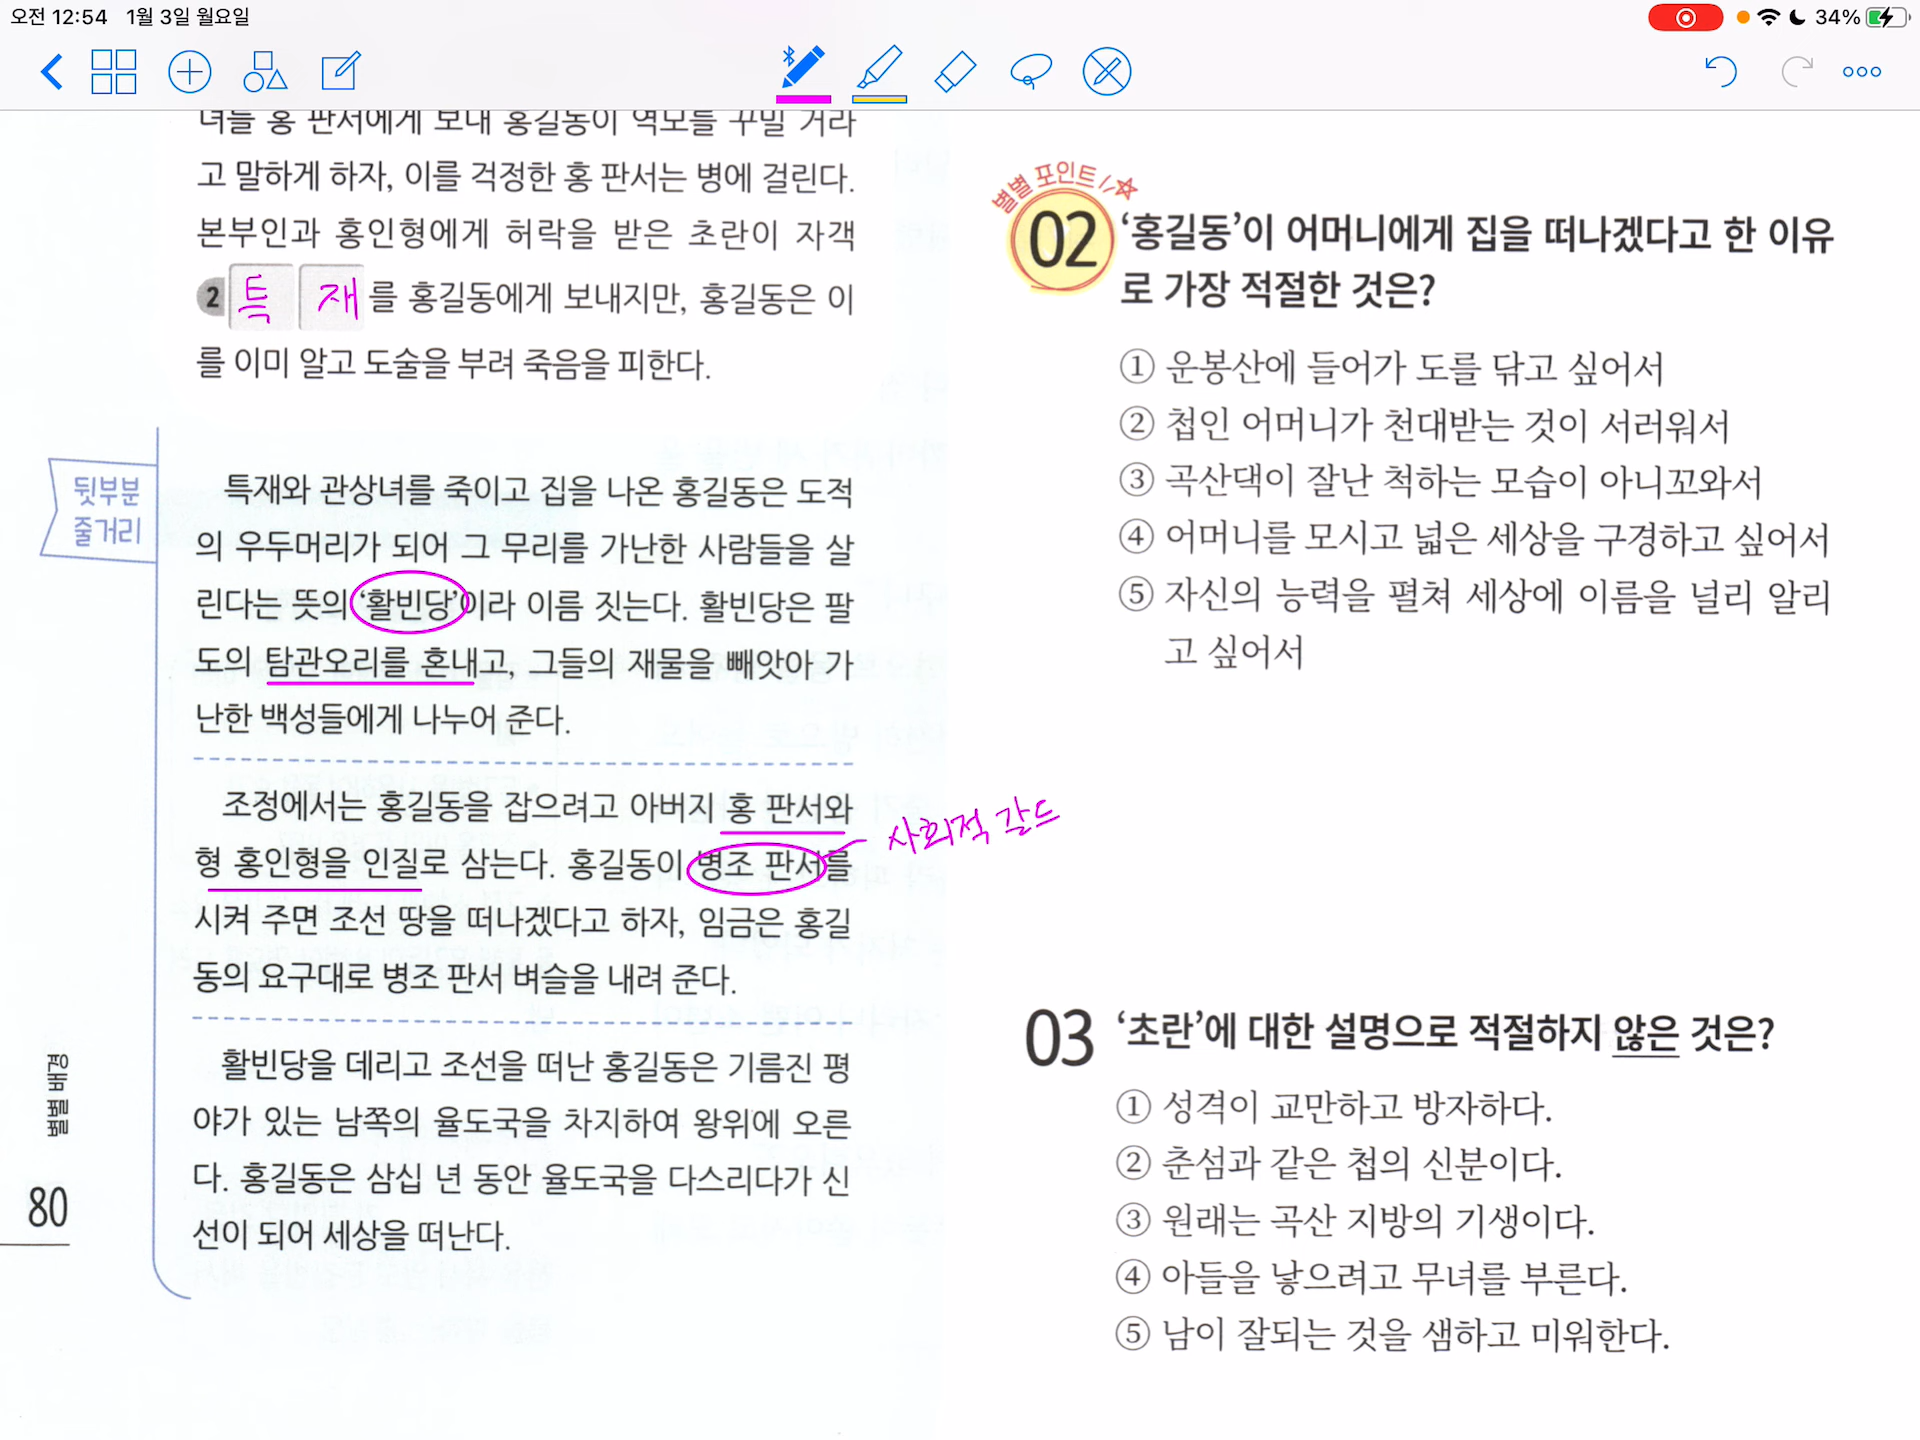 오전 12:54 1월 3일 월요일
34%
녀를 홍 판서에게 보내 홍길동이 역모를 꾸밀 거라
고 말하게 하자, 이를 걱정한 홍 판서는 병에 걸린다.
본부인과 홍인형에게 허락을 받은 초란이 자객
2 특 재 를 홍길동에게 보내지만, 홍길동은 이
를 이미 알고 도술을 부려 죽음을 피한다.
뒷부분
줄거리
특재와 관상녀를 죽이고 집을 나온 홍길동은 도적
의 우두머리가 되어 그 무리를 가난한 사람들을 살
린다는 뜻의 ‘활빈당’이라 이름 짓는다. 활빈당은 팔
도의 탐관오리를 혼내고, 그들의 재물을 빼앗아 가
난한 백성들에게 나누어 준다.
조정에서는 홍길동을 잡으려고 아버지 홍 판서와
형 홍인형을 인질로 삼는다. 홍길동이 병조 판서를
시켜 주면 조선 땅을 떠나겠다고 하자, 임금은 홍길
동의 요구대로 병조 판서 벼슬을 내려 준다.
사회적 갈드
활빈당을 데리고 조선을 떠난 홍길동은 기름진 평
야가 있는 남쪽의 율도국을 차지하여 왕위에 오른
다. 홍길동은 삼십 년 동안 율도국을 다스리다가 신
선이 되어 세상을 떠난다.
별별 배경
80
별별 포인트
02 ‘홍길동’이 어머니에게 집을 떠나겠다고 한 이유
로 가장 적절한 것은?
① 운봉산에 들어가 도를 닦고 싶어서
② 첩인 어머니가 천대받는 것이 서러워서
③ 곡산댁이 잘난 척하는 모습이 아니꼬와서
④ 어머니를 모시고 넓은 세상을 구경하고 싶어서
⑤ 자신의 능력을 펼쳐 세상에 이름을 널리 알리
고 싶어서
03 ‘초란’에 대한 설명으로 적절하지 않은 것은?
① 성격이 교만하고 방자하다.
② 춘섬과 같은 첩의 신분이다.
③ 원래는 곡산 지방의 기생이다.
④ 아들을 낳으려고 무녀를 부른다.
⑤ 남이 잘되는 것을 샘하고 미워한다.